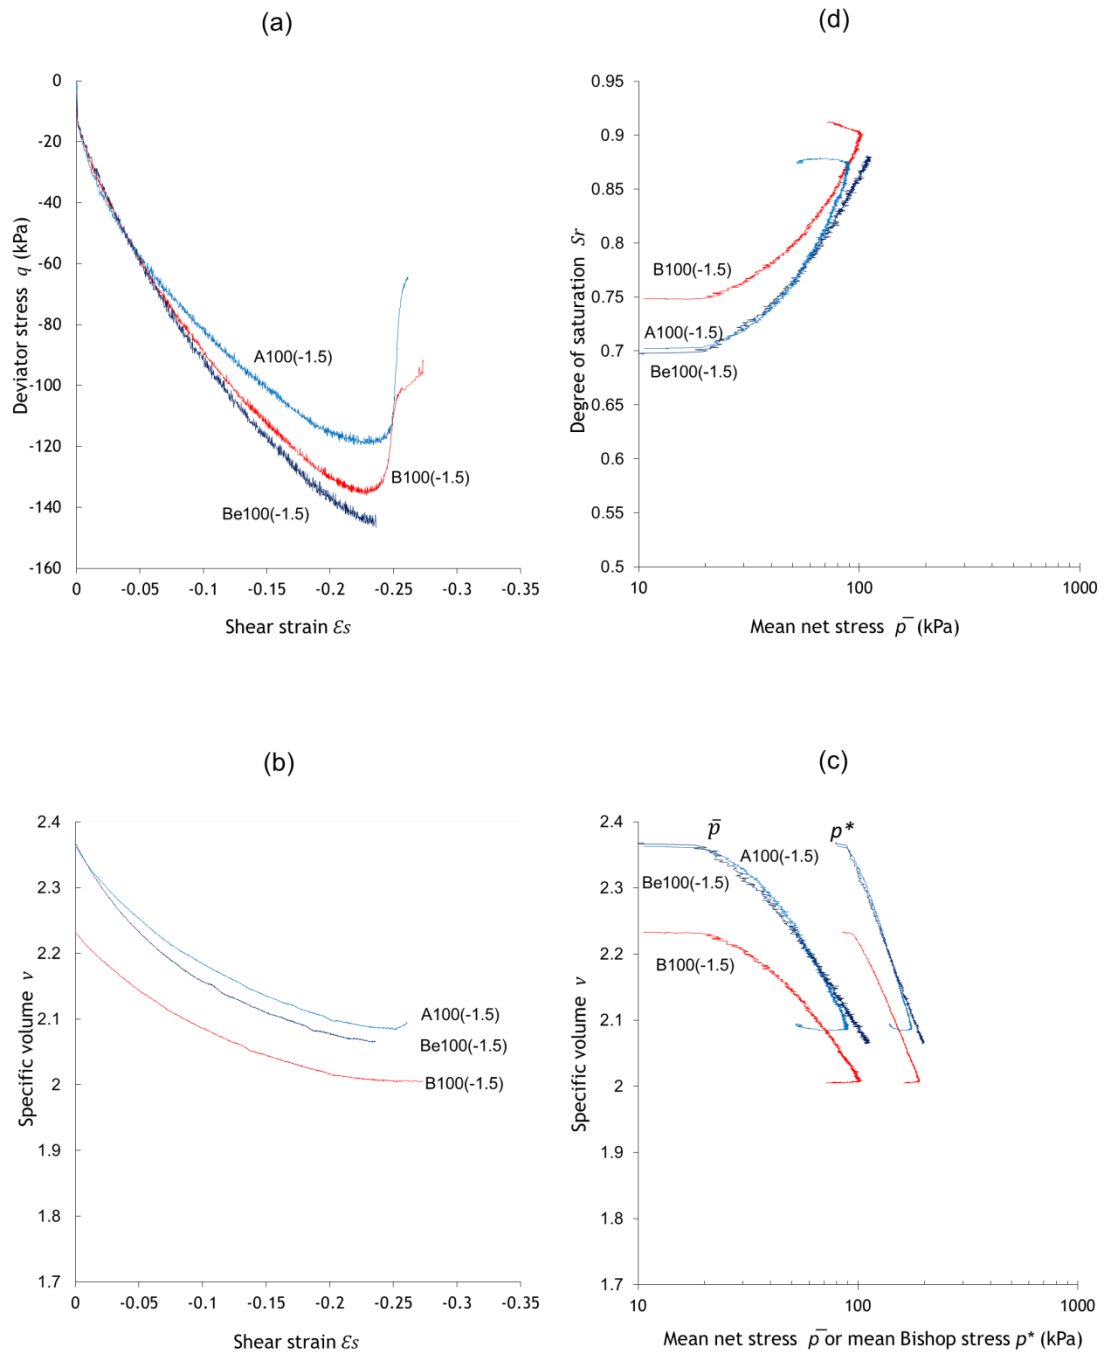 (a)
0
-20
-40
-60
-80
-100
-120
-140
-160
Deviator stress q (kPa)
A100(-1.5)
B100(-1.5)
Be100(-1.5)
0 -0.05 -0.1 -0.15 -0.2 -0.25 -0.3 -0.35
Shear strain Ɛs
(d)
0.95
0.9
0.85
0.8
0.75
0.7
0.65
0.6
0.55
0.5
Degree of saturation Sr
B100(-1.5)
A100(-1.5)
Be100(-1.5)
10 100 1000
Mean net stress p̅ (kPa)
(b)
2.4
2.3
2.2
2.1
2
1.9
1.8
1.7
Specific volume v
A100(-1.5)
Be100(-1.5)
B100(-1.5)
0 -0.05 -0.1 -0.15 -0.2 -0.25 -0.3 -0.35
Shear strain Ɛs
(c)
2.4
2.3
2.2
2.1
2
1.9
1.8
1.7
Specific volume v
p̅ p*
A100(-1.5)
Be100(-1.5)
B100(-1.5)
10 100 1000
Mean net stress p̅ or mean Bishop stress p* (kPa)